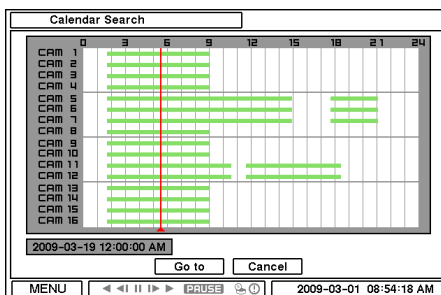 Calendar Search
0 3 6 9 12 15 18 21 24
CAM 1
CAM 2
CAM 3
CAM 4
CAM 5
CAM 6
CAM 7
CAM 8
CAM 9
CAM 10
CAM 11
CAM 12
CAM 13
CAM 14
CAM 15
CAM 16
2009-03-19 12:00:00 AM
Go to Cancel
MENU PAUSE 2009-03-01 08:54:18 AM